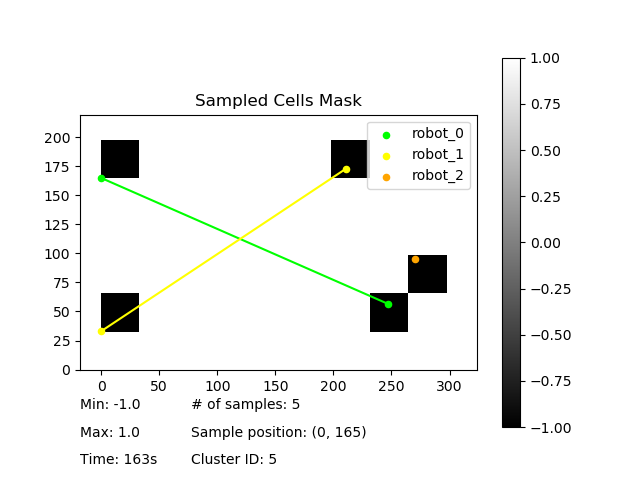 Sampled Cells Mask
robot_0
robot_1
robot_2
200
175
150
125
100
75
50
25
0
0 50 100 150 200 250 300
1.00
0.75
0.50
0.25
0.00
−0.25
−0.50
−0.75
−1.00
Min: -1.0 # of samples: 5
Max: 1.0 Sample position: (0, 165)
Time: 163s Cluster ID: 5